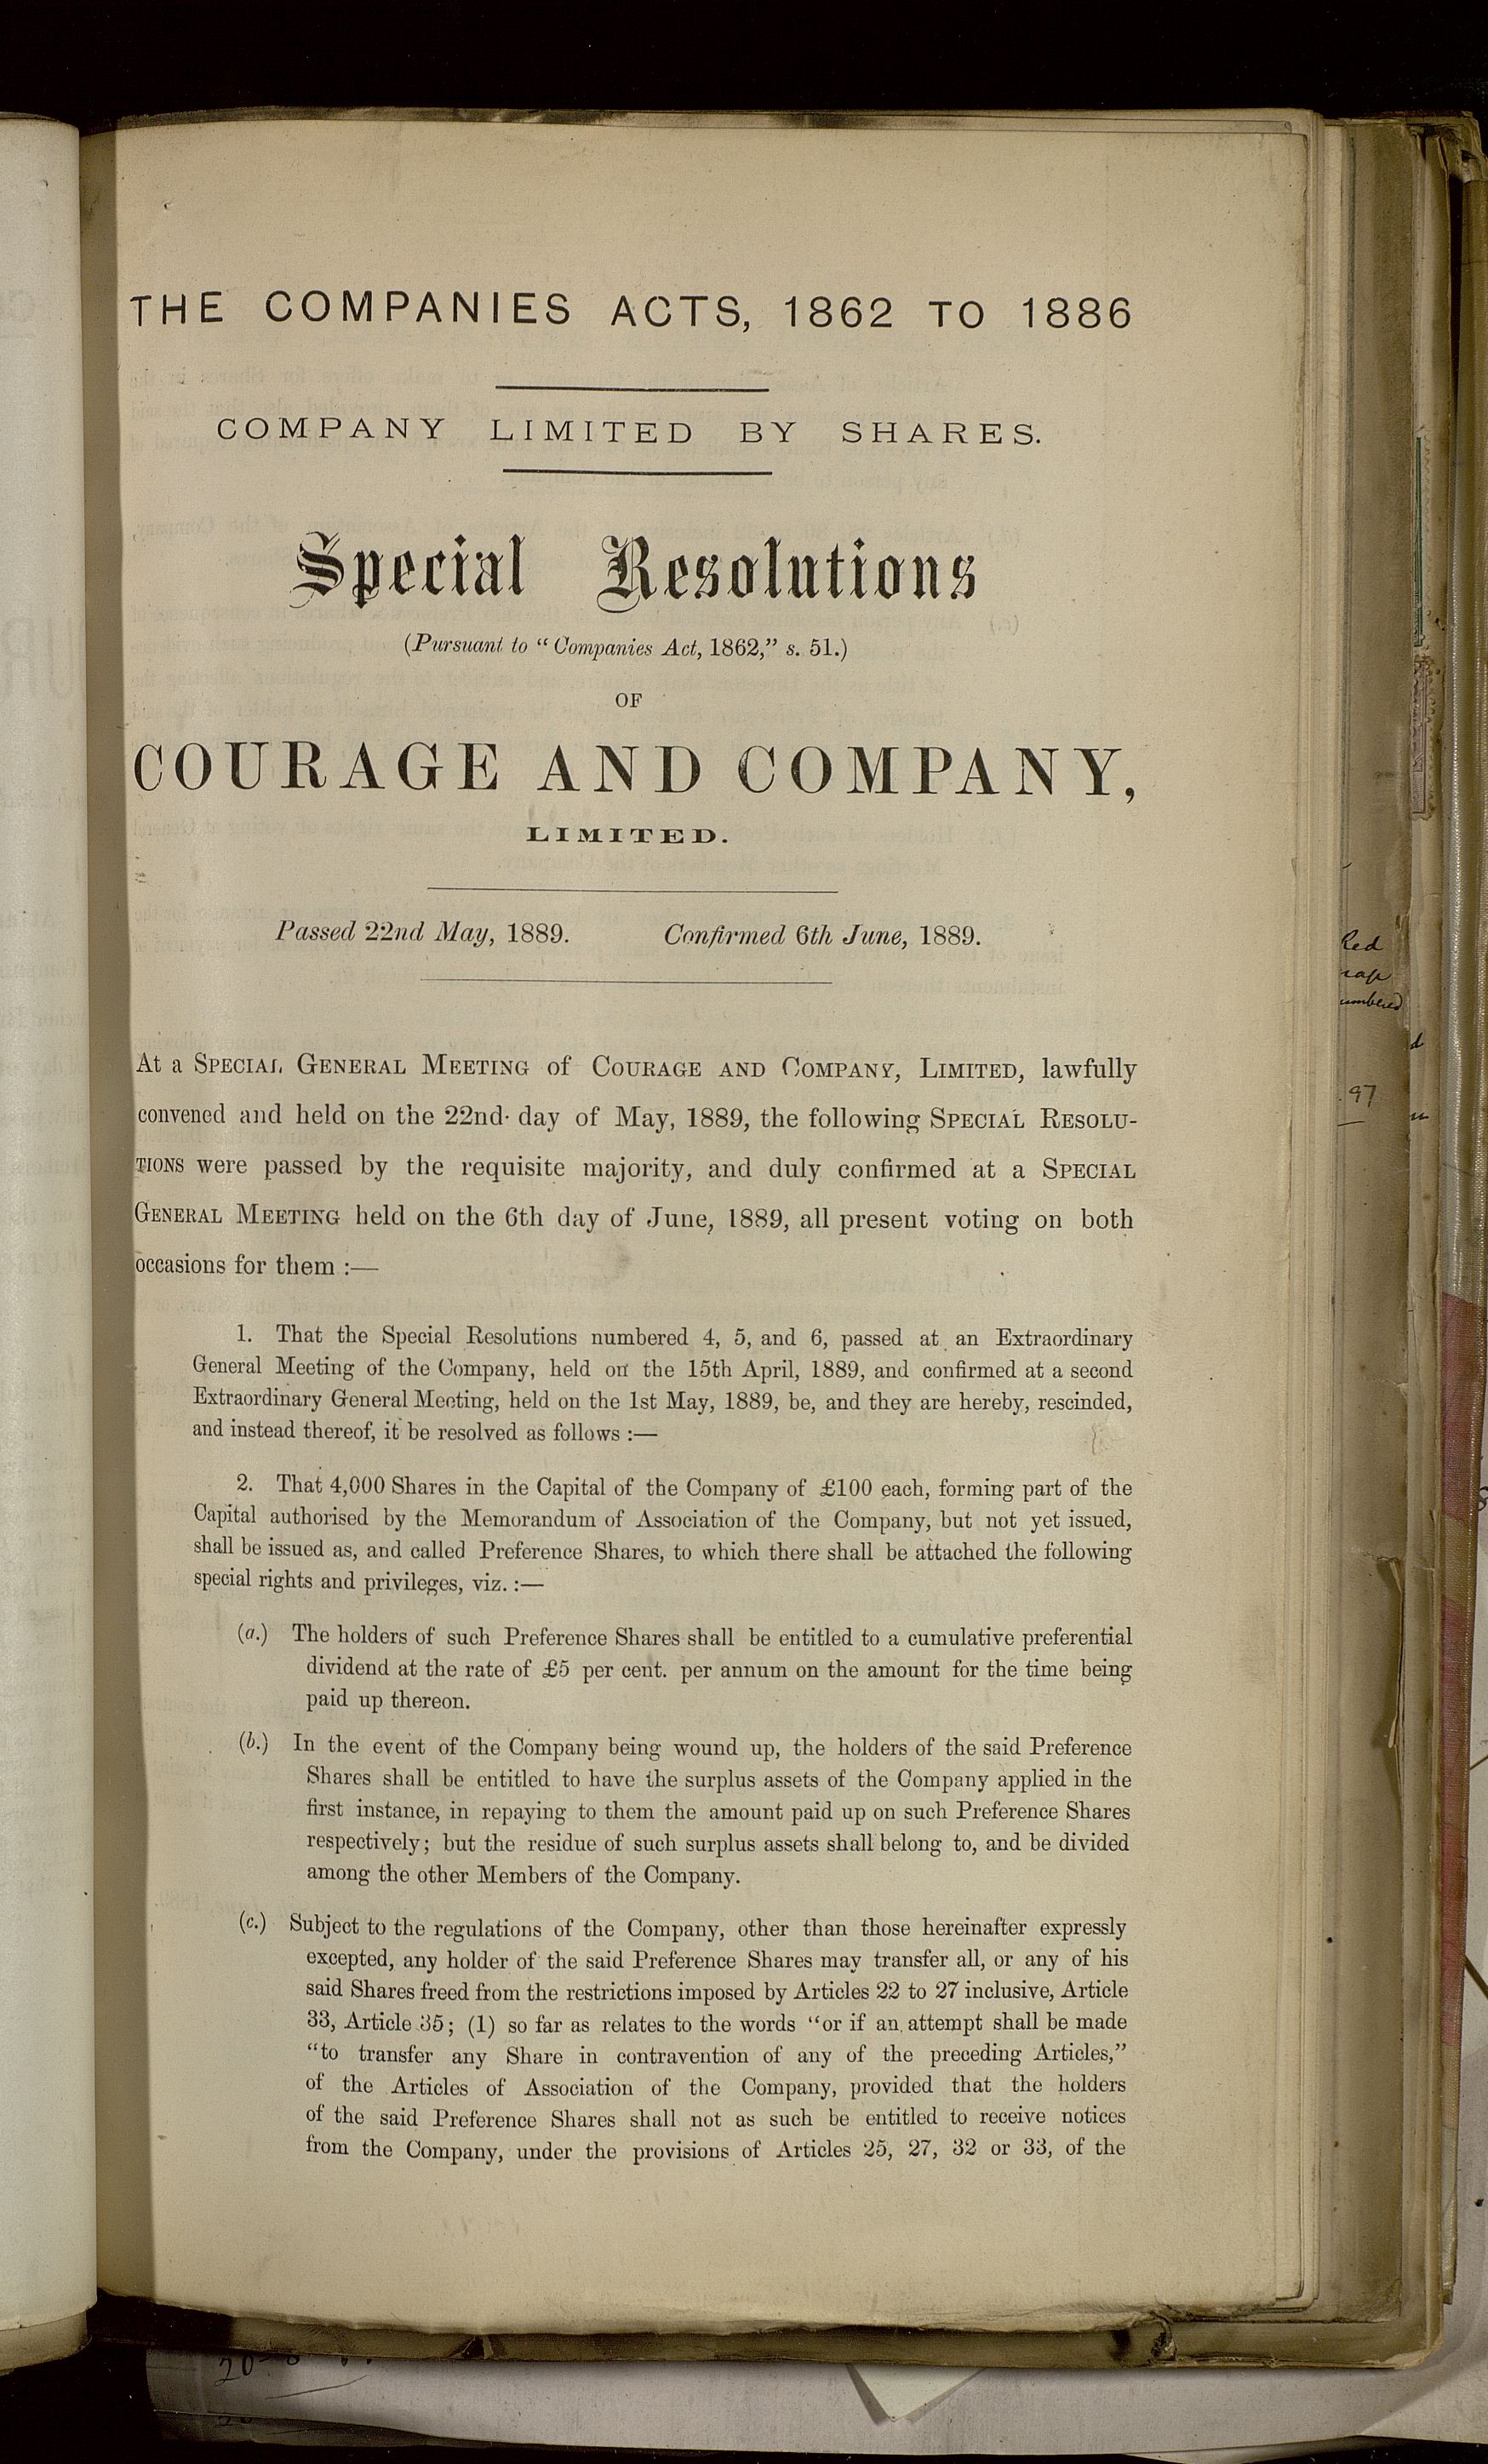 THE COMPANIES ACTS, 1862 TO 1886
COMPANY LIMITED BY SHARES.
Special Resolutions
(Pursuant to “Companies Act, 1862,” s. 51.)
OF
COURAGE AND COMPANY,
LIMITED.
Passed 22nd May, 1889. Confirmed 6th June, 1889.
At a SPECIAL GENERAL MEETING of COURAGE AND COMPANY, LIMITED, lawfully
convened and held on the 22nd day of May, 1889, the following SPECIAL RESOLU-
TIONS were passed by the requisite majority, and duly confirmed at a SPECIAL
GENERAL MEETING held on the 6th day of June, 1889, all present voting on both
occasions for them :—
1. That the Special Resolutions numbered 4, 5, and 6, passed at an Extraordinary
General Meeting of the Company, held on the 15th April, 1889, and confirmed at a second
Extraordinary General Meeting, held on the 1st May, 1889, be, and they are hereby, rescinded,
and instead thereof, it be resolved as follows :—
2. That 4,000 Shares in the Capital of the Company of £100 each, forming part of the
Capital authorised by the Memorandum of Association of the Company, but not yet issued,
shall be issued as, and called Preference Shares, to which there shall be attached the following
special rights and privileges, viz. :—
(a.) The holders of such Preference Shares shall be entitled to a cumulative preferential
dividend at the rate of £5 per cent. per annum on the amount for the time being
paid up thereon.
(b.) In the event of the Company being wound up, the holders of the said Preference
Shares shall be entitled to have the surplus assets of the Company applied in the
first instance, in repaying to them the amount paid up on such Preference Shares
respectively; but the residue of such surplus assets shall belong to, and be divided
among the other Members of the Company.
(c.) Subject to the regulations of the Company, other than those hereinafter expressly
excepted, any holder of the said Preference Shares may transfer all, or any of his
said Shares freed from the restrictions imposed by Articles 22 to 27 inclusive, Article
33, Article 35; (1) so far as relates to the words “or if an attempt shall be made
“to transfer any Share in contravention of any of the preceding Articles,”
of the Articles of Association of the Company, provided that the holders
of the said Preference Shares shall not as such be entitled to receive notices
from the Company, under the provisions of Articles 25, 27, 32 or 33, of the
umbered
97